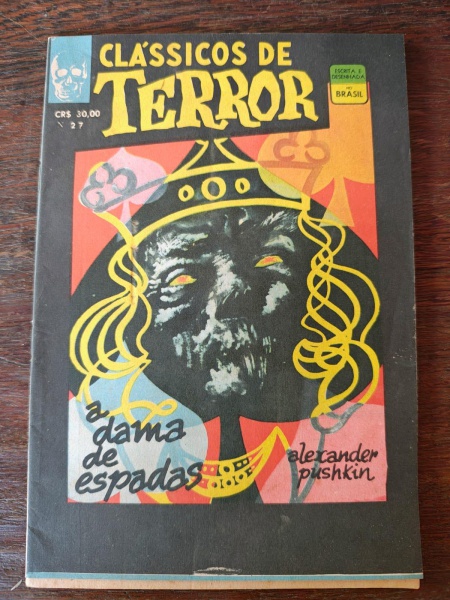 CLÁSSICOS DE
TERROR
CR$ 30,00
27
ESCRITA E
DESENHADA
NO
BRASIL
a
dama
de
espadas
alexander
pushkin